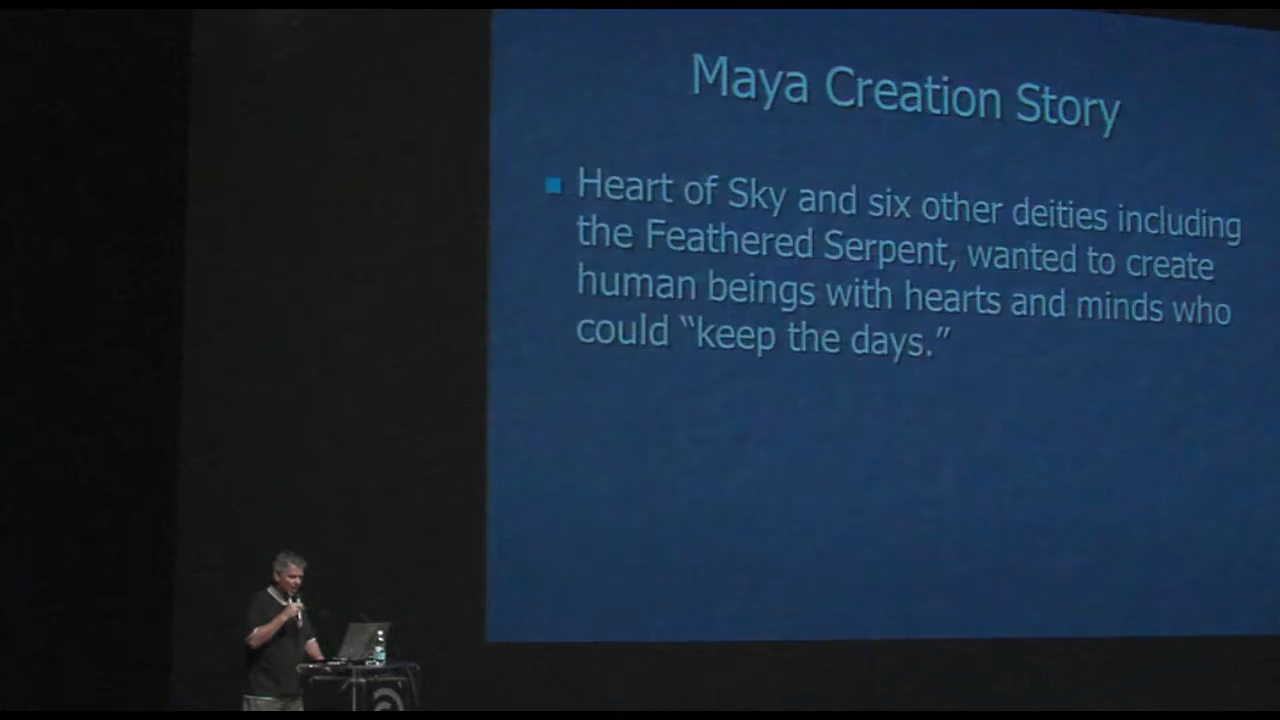 Maya Creation Story
Heart of Sky and six other deities including
the Feathered Serpent, wanted to create
human beings with hearts and minds who
could “keep the days.”